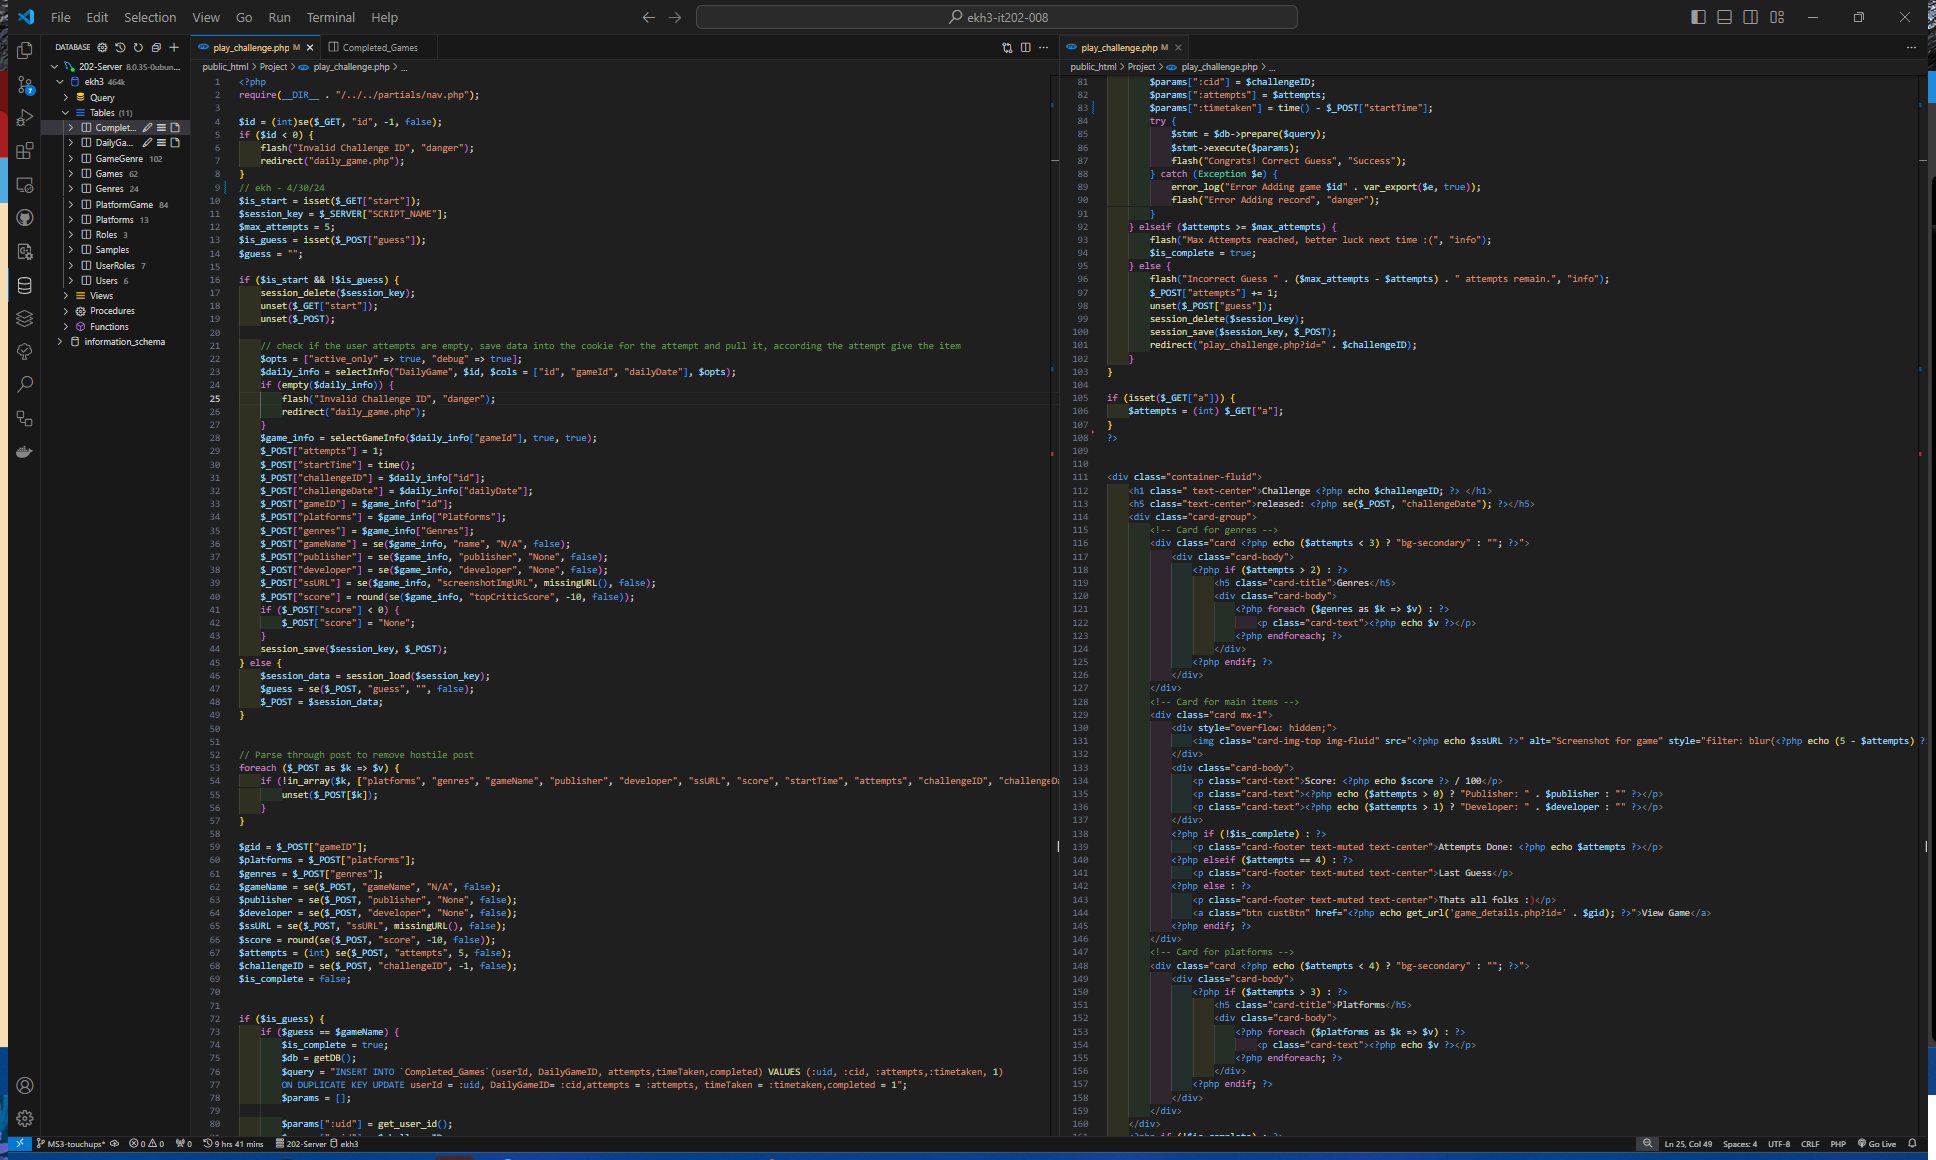 File Edit Selection View Go Run Terminal Help
ekh3-it202-008
DATABASE
202-Server 8.0.35-0ubun...
ekh3 464k
Query
Tables (11)
Complet...
DailyGa...
GameGenre 102
Games 62
Genres 24
PlatformGame 84
Platforms 13
Roles 3
Samples
UserRoles 7
Users 6
Views
Procedures
Functions
information_schema
play_challenge.php M
Completed_Games
public_html > Project > play_challenge.php > ...
1 <?php
2 require(__DIR__ . "/../../partials/nav.php");
3
4 $id = (int)se($_GET, "id", -1, false);
5 if ($id < 0) {
6 flash("Invalid Challenge ID", "danger");
7 redirect("daily_game.php");
8 }
9 // ekh - 4/30/24
10 $is_start = isset($_GET["start"]);
11 $session_key = $_SERVER["SCRIPT_NAME"];
12 $max_attempts = 5;
13 $is_guess = isset($_POST["guess"]);
14 $guess = "";
15
16 if ($is_start && !$is_guess) {
17 session_delete($session_key);
18 unset($_GET["start"]);
19 unset($_POST);
20
21 // check if the user attempts are empty, save data into the cookie for the attempt and pull it, according the attempt give the item
22 $opts = ["active_only" => true, "debug" => true];
23 $daily_info = selectInfo("DailyGame", $id, $cols = ["id", "gameId", "dailyDate"], $opts);
24 if (empty($daily_info)) {
25 flash("Invalid Challenge ID", "danger");
26 redirect("daily_game.php");
27 }
28 $game_info = selectGameInfo($daily_info["gameId"], true, true);
29 $_POST["attempts"] = 1;
30 $_POST["startTime"] = time();
31 $_POST["challengeID"] = $daily_info["id"];
32 $_POST["challengeDate"] = $daily_info["dailyDate"];
33 $_POST["gameID"] = $game_info["id"];
34 $_POST["platforms"] = $game_info["Platforms"];
35 $_POST["genres"] = $game_info["Genres"];
36 $_POST["gameName"] = se($game_info, "name", "N/A", false);
37 $_POST["publisher"] = se($game_info, "publisher", "None", false);
38 $_POST["developer"] = se($game_info, "developer", "None", false);
39 $_POST["ssURL"] = se($game_info, "screenshotImgURL", missingURL(), false);
40 $_POST["score"] = round(se($game_info, "topCriticScore", -10, false));
41 if ($_POST["score"] < 0) {
42 $_POST["score"] = "None";
43 }
44 session_save($session_key, $_POST);
45 } else {
46 $session_data = session_load($session_key);
47 $guess = se($_POST, "guess", "", false);
48 $_POST = $session_data;
49 }
50
51
52 // Parse through post to remove hostile post
53 foreach ($_POST as $k => $v) {
54 if (!in_array($k, ["platforms", "genres", "gameName", "publisher", "developer", "ssURL", "score", "startTime", "attempts", "challengeID", "challengeDa
55 unset($_POST[$k]);
56 }
57 }
58
59 $gid = $_POST["gameID"];
60 $platforms = $_POST["platforms"];
61 $genres = $_POST["genres"];
62 $gameName = se($_POST, "gameName", "N/A", false);
63 $publisher = se($_POST, "publisher", "None", false);
64 $developer = se($_POST, "developer", "None", false);
65 $ssURL = se($_POST, "ssURL", missingURL(), false);
66 $score = round(se($_POST, "score", -10, false));
67 $attempts = (int) se($_POST, "attempts", 5, false);
68 $challengeID = se($_POST, "challengeID", -1, false);
69 $is_complete = false;
70
71
72 if ($is_guess) {
73 if ($guess == $gameName) {
74 $is_complete = true;
75 $db = getDB();
76 $query = "INSERT INTO `Completed_Games`(userId, DailyGameID, attempts,timeTaken,completed) VALUES (:uid, :cid, :attempts,:timetaken, 1)
77 ON DUPLICATE KEY UPDATE userId = :uid, DailyGameID= :cid,attempts = :attempts, timeTaken = :timetaken,completed = 1";
78 $params = [];
79
80 $params[":uid"] = get_user_id();
play_challenge.php M
public_html > Project > play_challenge.php > ...
81 $params[":cid"] = $challengeID;
82 $params[":attempts"] = $attempts;
83 $params[":timetaken"] = time() - $_POST["startTime"];
84 try {
85 $stmt = $db->prepare($query);
86 $stmt->execute($params);
87 flash("Congrats! Correct Guess", "Success");
88 } catch (Exception $e) {
89 error_log("Error Adding game $id" . var_export($e, true));
90 flash("Error Adding record", "danger");
91 }
92 } elseif ($attempts >= $max_attempts) {
93 flash("Max Attempts reached, better luck next time :(", "info");
94 $is_complete = true;
95 } else {
96 flash("Incorrect Guess " . ($max_attempts - $attempts) . " attempts remain.", "info");
97 $_POST["attempts"] += 1;
98 unset($_POST["guess"]);
99 session_delete($session_key);
100 session_save($session_key, $_POST);
101 redirect("play_challenge.php?id=" . $challengeID);
102 }
103 }
104
105 if (isset($_GET["a"])) {
106 $attempts = (int) $_GET["a"];
107 }
108 ?>
109
110
111 <div class="container-fluid">
112 <h1 class=" text-center">Challenge <?php echo $challengeID; ?> </h1>
113 <h5 class="text-center">released: <?php se($_POST, "challengeDate"); ?></h5>
114 <div class="card-group">
115 <!-- Card for genres -->
116 <div class="card <?php echo ($attempts < 3) ? "bg-secondary" : ""; ?>">
117 <div class="card-body">
118 <?php if ($attempts > 2) : ?>
119 <h5 class="card-title">Genres</h5>
120 <div class="card-body">
121 <?php foreach ($genres as $k => $v) : ?>
122 <p class="card-text"><?php echo $v ?></p>
123 <?php endforeach; ?>
124 </div>
125 <?php endif; ?>
126 </div>
127 </div>
128 <!-- Card for main items -->
129 <div class="card mx-1">
130 <div style="overflow: hidden;">
131 <img class="card-img-top img-fluid" src="<?php echo $ssURL ?>" alt="Screenshot for game" style="filter: blur(<?php echo (5 - $attempts) ?
132 </div>
133 <div class="card-body">
134 <p class="card-text">Score: <?php echo $score ?> / 100</p>
135 <p class="card-text"><?php echo ($attempts > 0) ? "Publisher: " . $publisher : "" ?></p>
136 <p class="card-text"><?php echo ($attempts > 1) ? "Developer: " . $developer : "" ?></p>
137 </div>
138 <?php if (!$is_complete) : ?>
139 <p class="card-footer text-muted text-center">Attempts Done: <?php echo $attempts ?></p>
140 <?php elseif ($attempts == 4) : ?>
141 <p class="card-footer text-muted text-center">Last Guess</p>
142 <?php else : ?>
143 <p class="card-footer text-muted text-center">Thats all folks :)</p>
144 <a class="btn custBtn" href="<?php echo get_url('game_details.php?id=' . $gid); ?>">View Game</a>
145 <?php endif; ?>
146 </div>
147 <!-- Card for platforms -->
148 <div class="card <?php echo ($attempts < 4) ? "bg-secondary" : ""; ?>">
149 <div class="card-body">
150 <?php if ($attempts > 3) : ?>
151 <h5 class="card-title">Platforms</h5>
152 <div class="card-body">
153 <?php foreach ($platforms as $k => $v) : ?>
154 <p class="card-text"><?php echo $v ?></p>
155 <?php endforeach; ?>
156 </div>
157 <?php endif; ?>
158 </div>
159 </div>
160 </div>
MS3-touchups* 0 0 0 9 hrs 41 mins 202-Server ekh3
Ln 25, Col 49 Spaces: 4 UTF-8 CRLF PHP Go Live